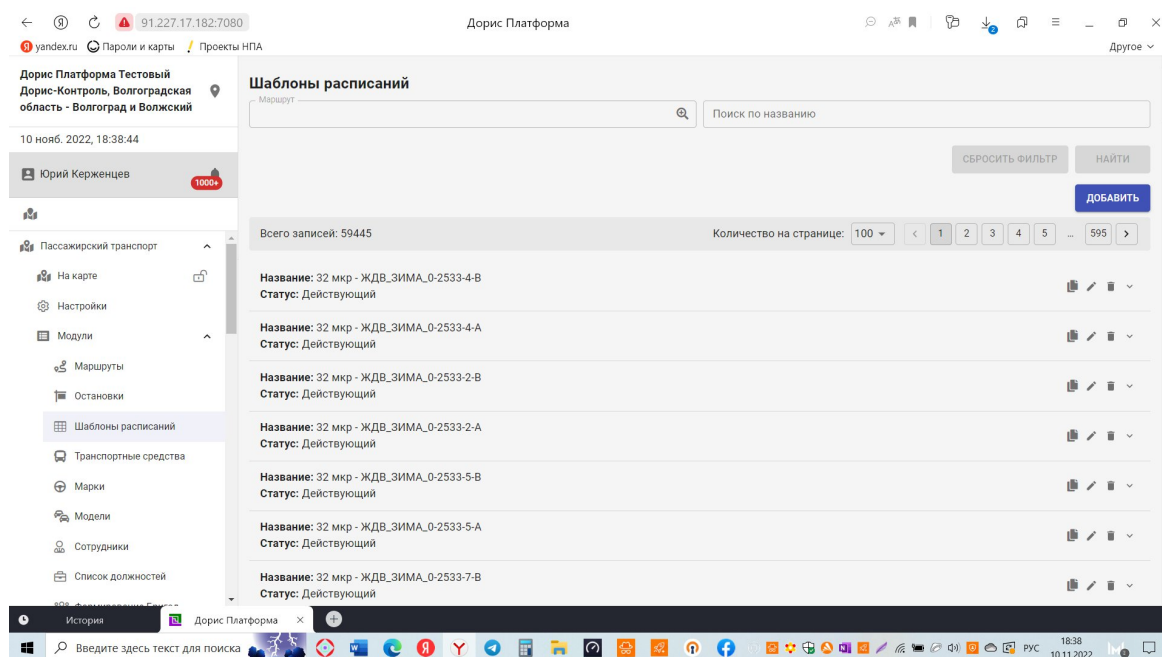 91.227.17.182:7080
Дорис Платформа
yandex.ru Пароли и карты Проекты НПА
Другое
Дорис Платформа Тестовый
Дорис-Контроль, Волгоградская
область - Волгоград и Волжский
10 нояб. 2022, 18:38:44
Юрий Керженцев
1000+
Пассажирский транспорт
На карте
Настройки
Модули
Маршруты
Остановки
Шаблоны расписаний
Транспортные средства
Марки
Модели
Сотрудники
Список должностей
Шаблоны расписаний
Маршрут
Поиск по названию
СБРОСИТЬ ФИЛЬТР
НАЙТИ
ДОБАВИТЬ
Всего записей: 59445
Количество на странице: 100
1 2 3 4 5 ... 595
Название: 32 мкр - ЖДВ_ЗИМА_0-2533-4-В
Статус: Действующий
Название: 32 мкр - ЖДВ_ЗИМА_0-2533-4-А
Статус: Действующий
Название: 32 мкр - ЖДВ_ЗИМА_0-2533-2-В
Статус: Действующий
Название: 32 мкр - ЖДВ_ЗИМА_0-2533-2-А
Статус: Действующий
Название: 32 мкр - ЖДВ_ЗИМА_0-2533-5-В
Статус: Действующий
Название: 32 мкр - ЖДВ_ЗИМА_0-2533-5-А
Статус: Действующий
Название: 32 мкр - ЖДВ_ЗИМА_0-2533-7-В
Статус: Действующий
История
Дорис Платформа
Введите здесь текст для поиска
РУС
18:38
10.11.2022